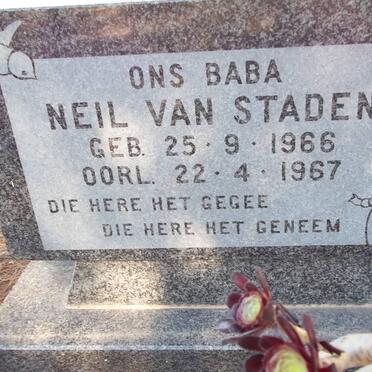 ONS BABA
NEIL VAN STADEN
GEB. 25·9·1966
OORL. 22·4·1967
DIE HERE HET GEGEE
DIE HERE HET GENEEM